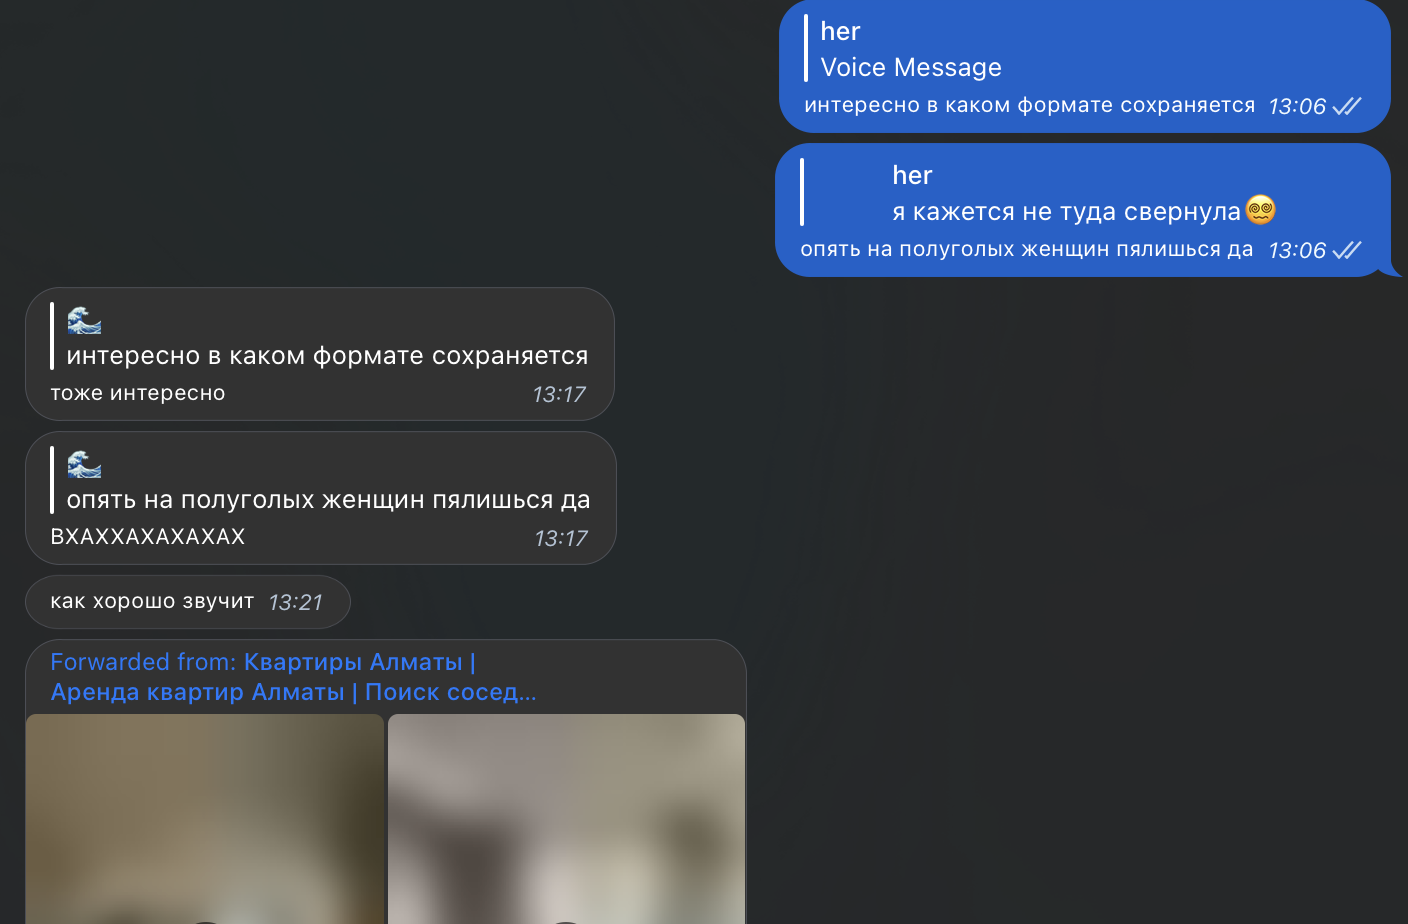 her
Voice Message
интересно в каком формате сохраняется 13:06
her
я кажется не туда свернула😵‍💫
опять на полуголых женщин пялишься да 13:06
🌊
интересно в каком формате сохраняется
тоже интересно 13:17
🌊
опять на полуголых женщин пялишься да
ВХАХХАХАХАХАХ 13:17
как хорошо звучит 13:21
Forwarded from: Квартиры Алматы |
Аренда квартир Алматы | Поиск сосед...